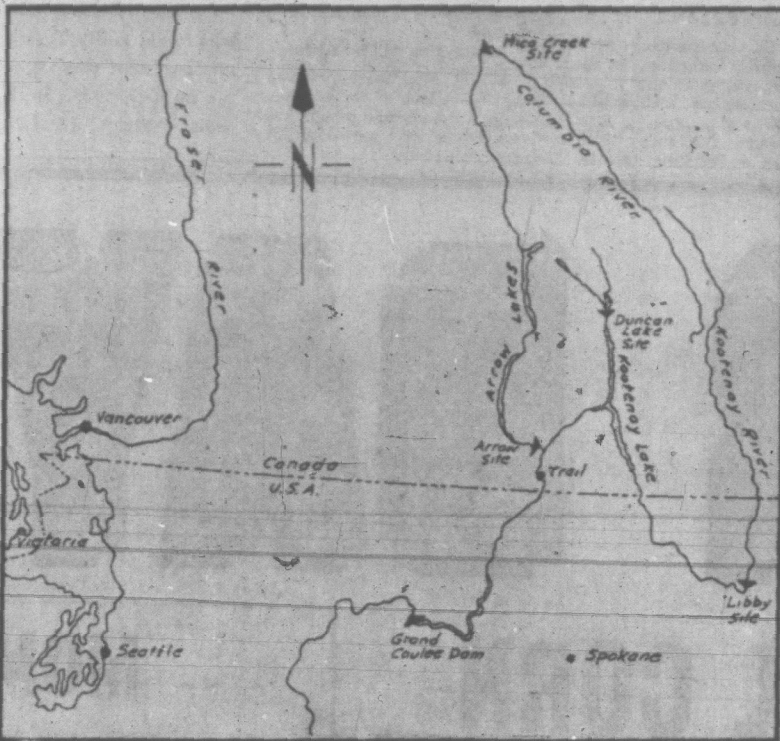 Mica Creek
Site
Columbia River
Fraser River
N
Arrow Lakes
Duncan
Lake
Site
Kootenay River
Kootenay Lake
Vancouver
Arrow
Site
Trail
Canada
U.S.A.
Victoria
Libby
Site
Seattle
Grand
Coulee Dam
Spokane